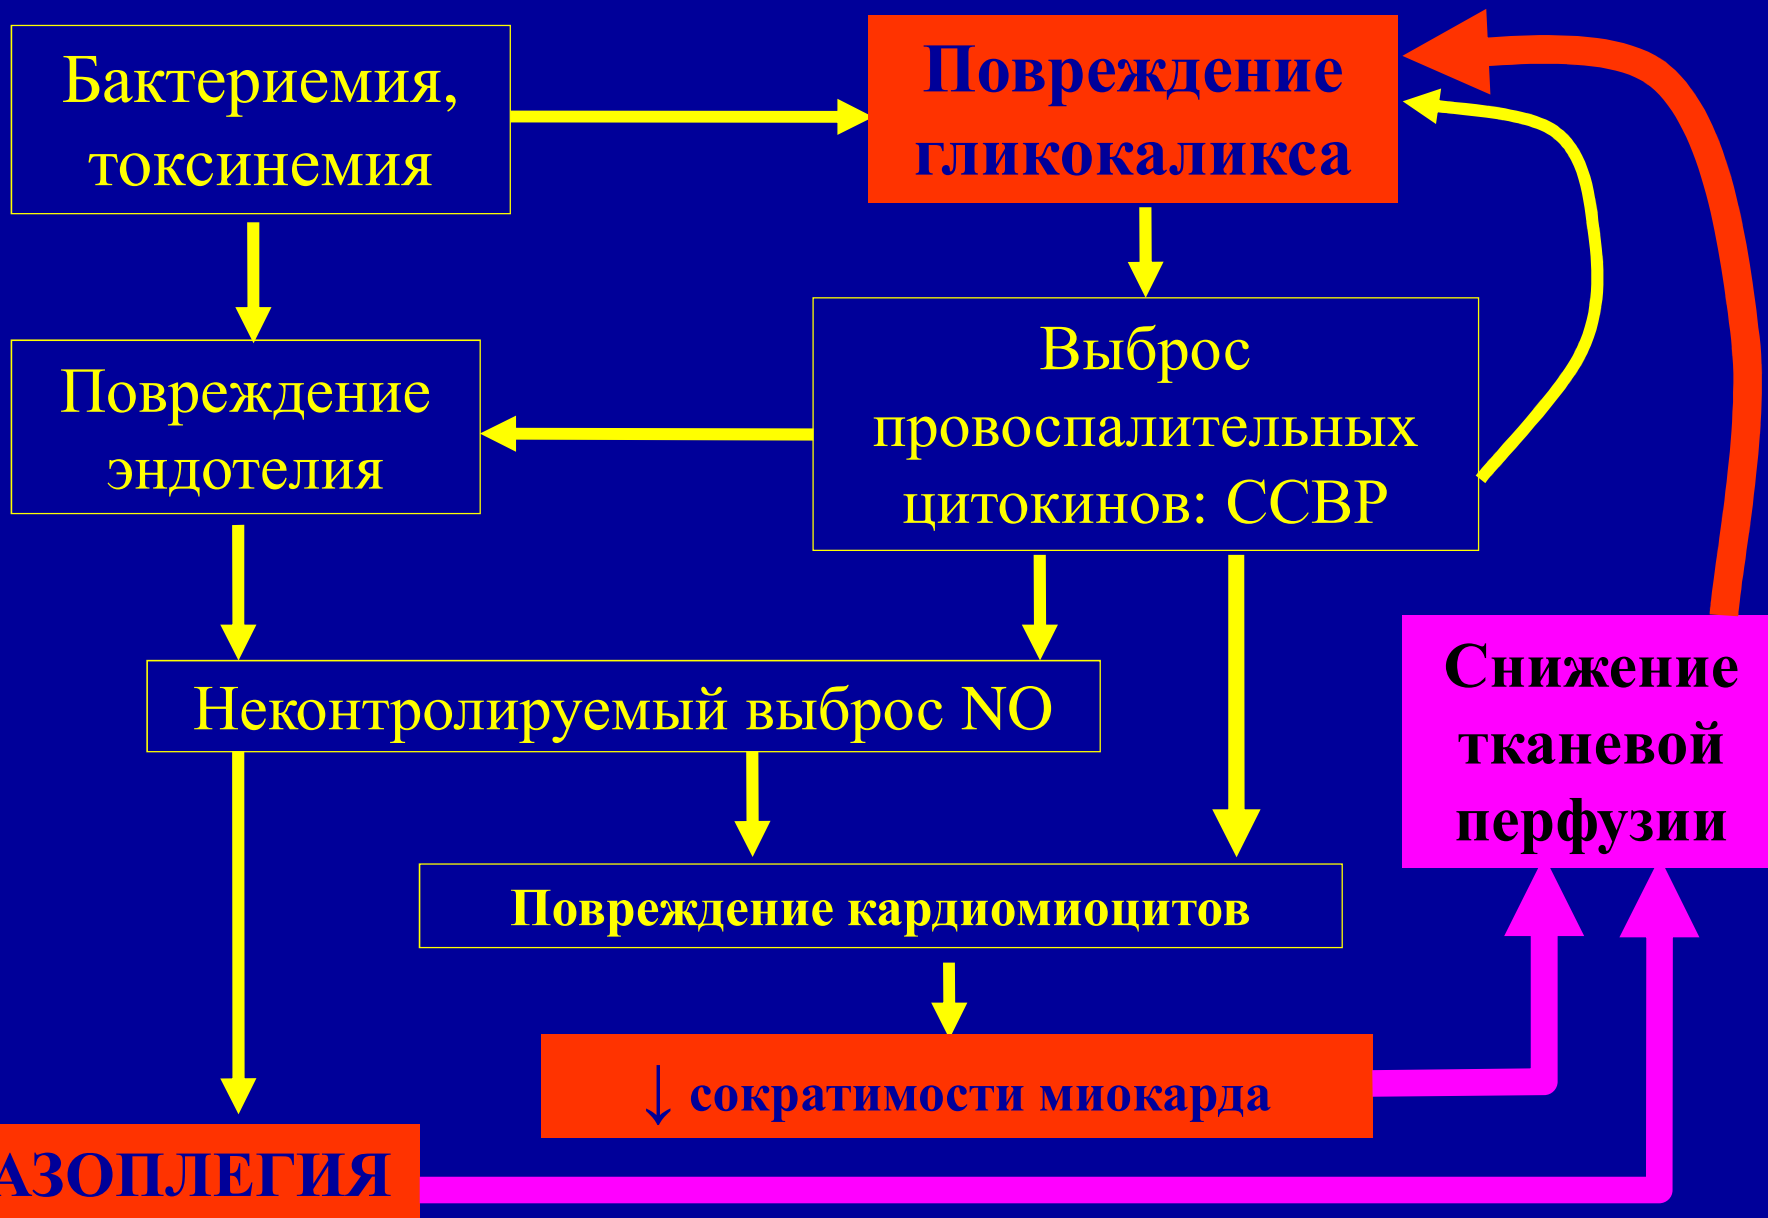 Бактериемия,
токсинемия
Повреждение
гликокаликса
Повреждение
эндотелия
Выброс
провоспалительных
цитокинов: ССВР
Неконтролируемый выброс NO
Снижение
тканевой
перфузии
Повреждение кардиомиоцитов
↓ сократимости миокарда
АЗОПЛЕГИЯ